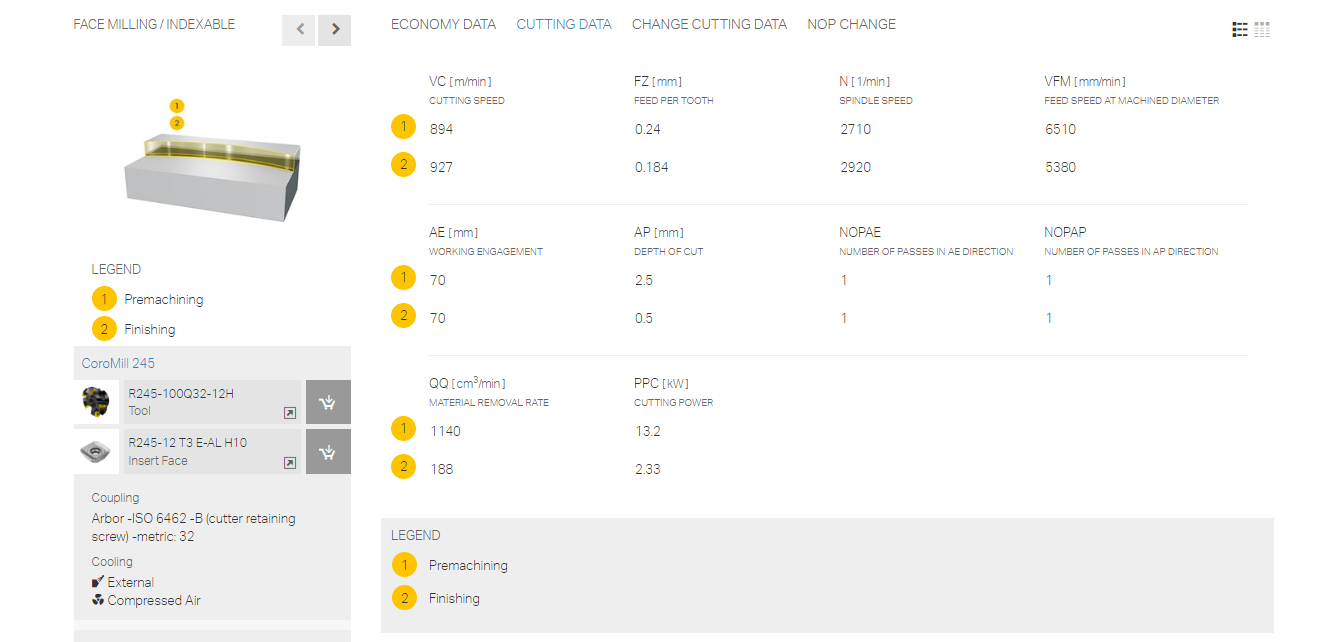 FACE MILLING / INDEXABLE
ECONOMY DATA CUTTING DATA CHANGE CUTTING DATA NOP CHANGE
1
2
LEGEND
1 Premachining
2 Finishing
CoroMill 245
R245-100Q32-12H
Tool
R245-12 T3 E-AL H10
Insert Face
Coupling
Arbor -ISO 6462 -B (cutter retaining
screw) -metric: 32
Cooling
External
Compressed Air
VC [m/min] FZ [mm] N [1/min] VFM [mm/min]
CUTTING SPEED FEED PER TOOTH SPINDLE SPEED FEED SPEED AT MACHINED DIAMETER
1 894 0.24 2710 6510
2 927 0.184 2920 5380
AE [mm] AP [mm] NOPAE NOPAP
WORKING ENGAGEMENT DEPTH OF CUT NUMBER OF PASSES IN AE DIRECTION NUMBER OF PASSES IN AP DIRECTION
1 70 2.5 1 1
2 70 0.5 1 1
QQ [cm³/min] PPC [kW]
MATERIAL REMOVAL RATE CUTTING POWER
1 1140 13.2
2 188 2.33
LEGEND
1 Premachining
2 Finishing